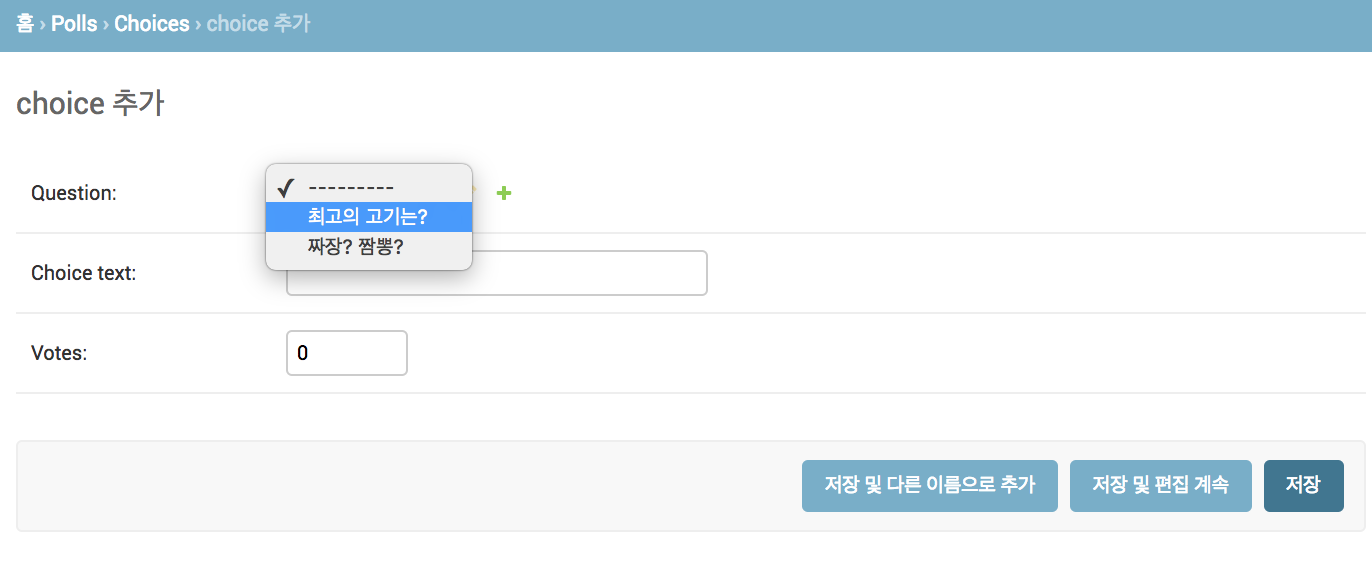 홈 › Polls › Choices › choice 추가
choice 추가
Question:
✓ ---------
최고의 고기는?
짜장? 짬뽕?
Choice text:
Votes:
0
저장 및 다른 이름으로 추가
저장 및 편집 계속
저장